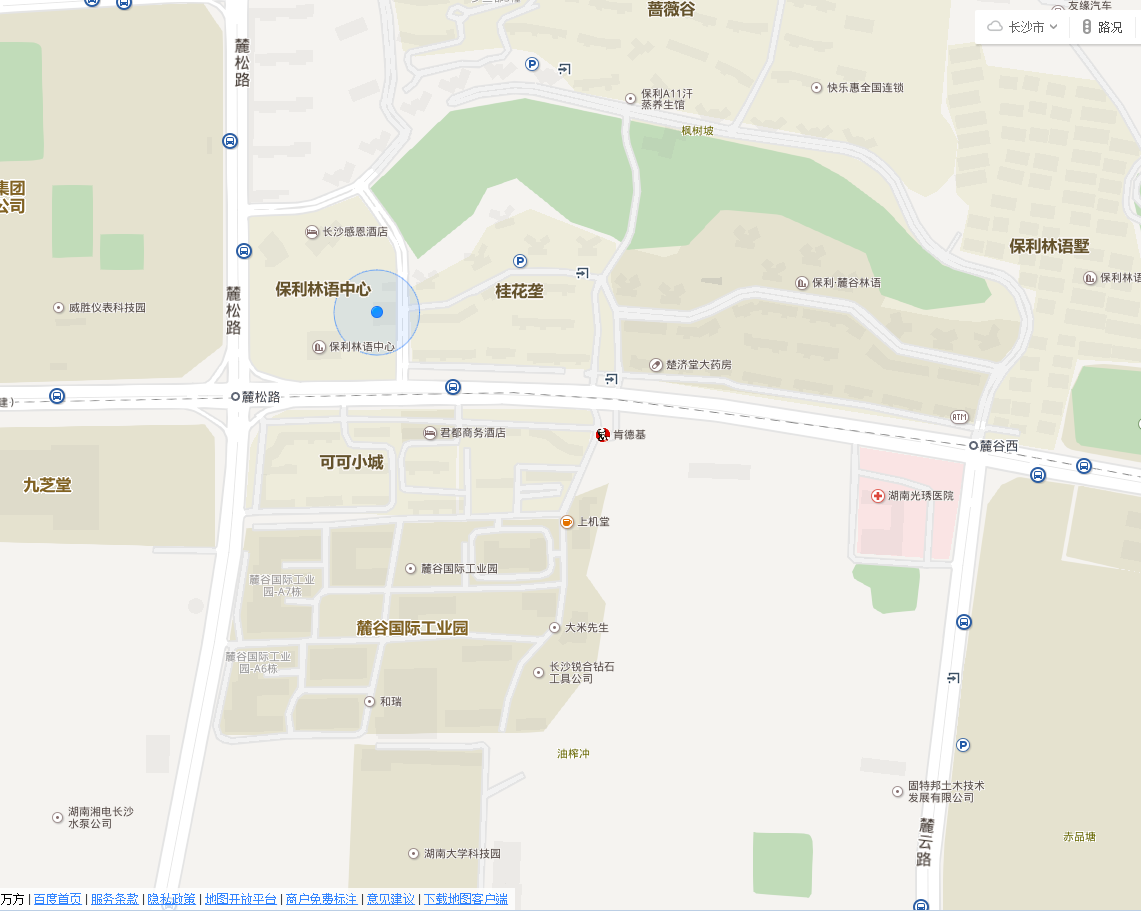 蔷薇谷
友缘汽车
长沙市
路况
麓松路
快乐惠全国连锁
保利A11汗
蒸养生馆
枫树坡
集团
公司
长沙感恩酒店
保利林语墅
保利林语
保利·麓谷林语
保利林语中心
桂花垄
麓松路
威胜仪表科技园
保利林语中心
楚济堂大药房
麓松路
建)
ATM
君都商务酒店
肯德基
麓谷西
可可小城
九芝堂
湖南光琇医院
上机堂
麓谷国际工业园
麓谷国际工业
园-A7栋
麓谷国际工业园
大米先生
麓谷国际工业
园-A6栋
长沙锐合钻石
工具公司
和瑞
油榨冲
固特邦土木技术
发展有限公司
湖南湘电长沙
水泵公司
麓云路
赤品塘
湖南大学科技园
万方 | 百度首页 | 服务条款 | 隐私政策 | 地图开放平台 | 商户免费标注 | 意见建议 | 下载地图客户端